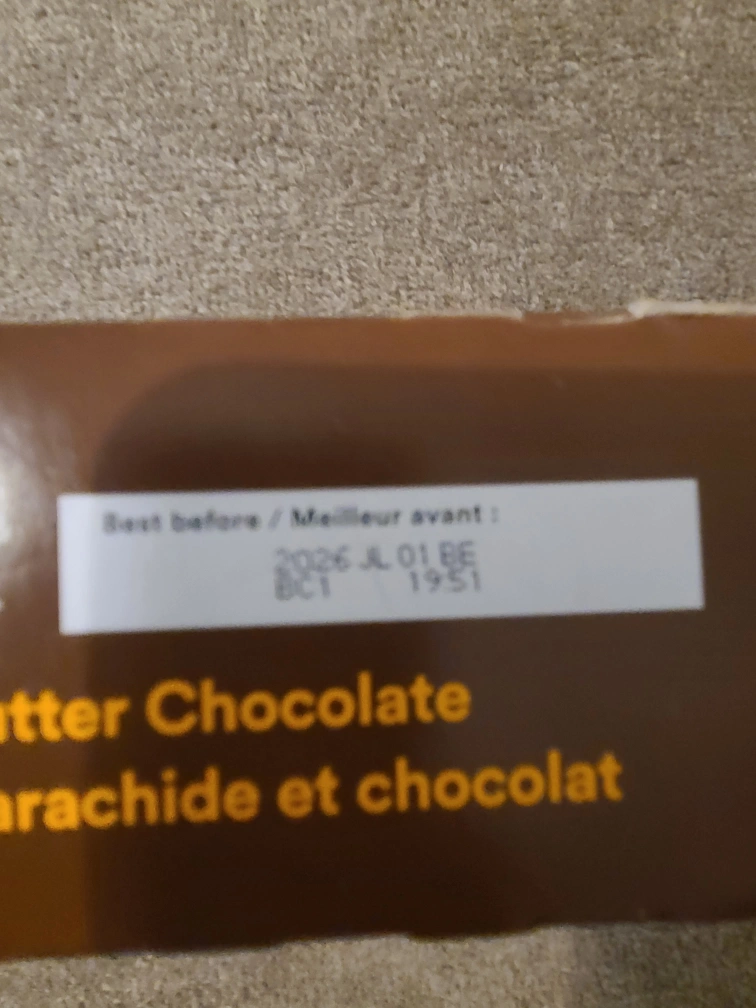 Best before / Meilleur avant :
2026 JL 01 BE
BC1 19:51
utter Chocolate
arachide et chocolat